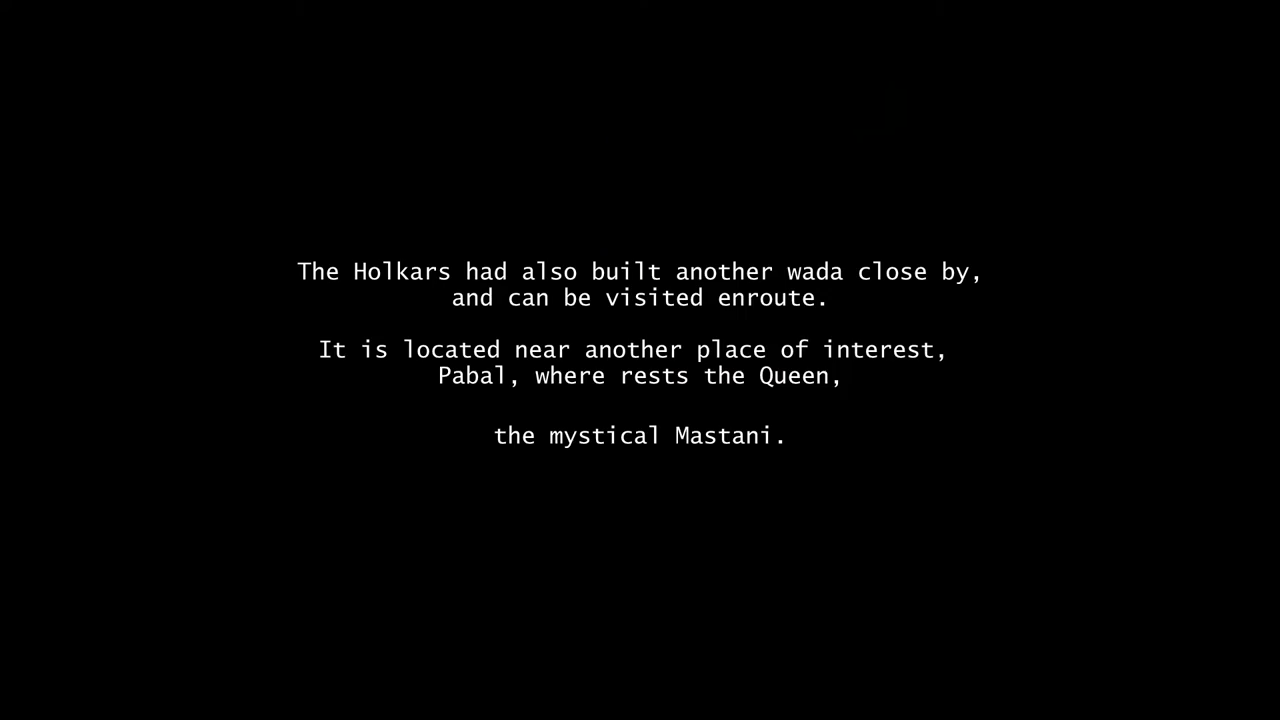 The Holkars had also built another wada close by,
and can be visited enroute.
It is located near another place of interest,
Pabal, where rests the Queen,
the mystical Mastani.